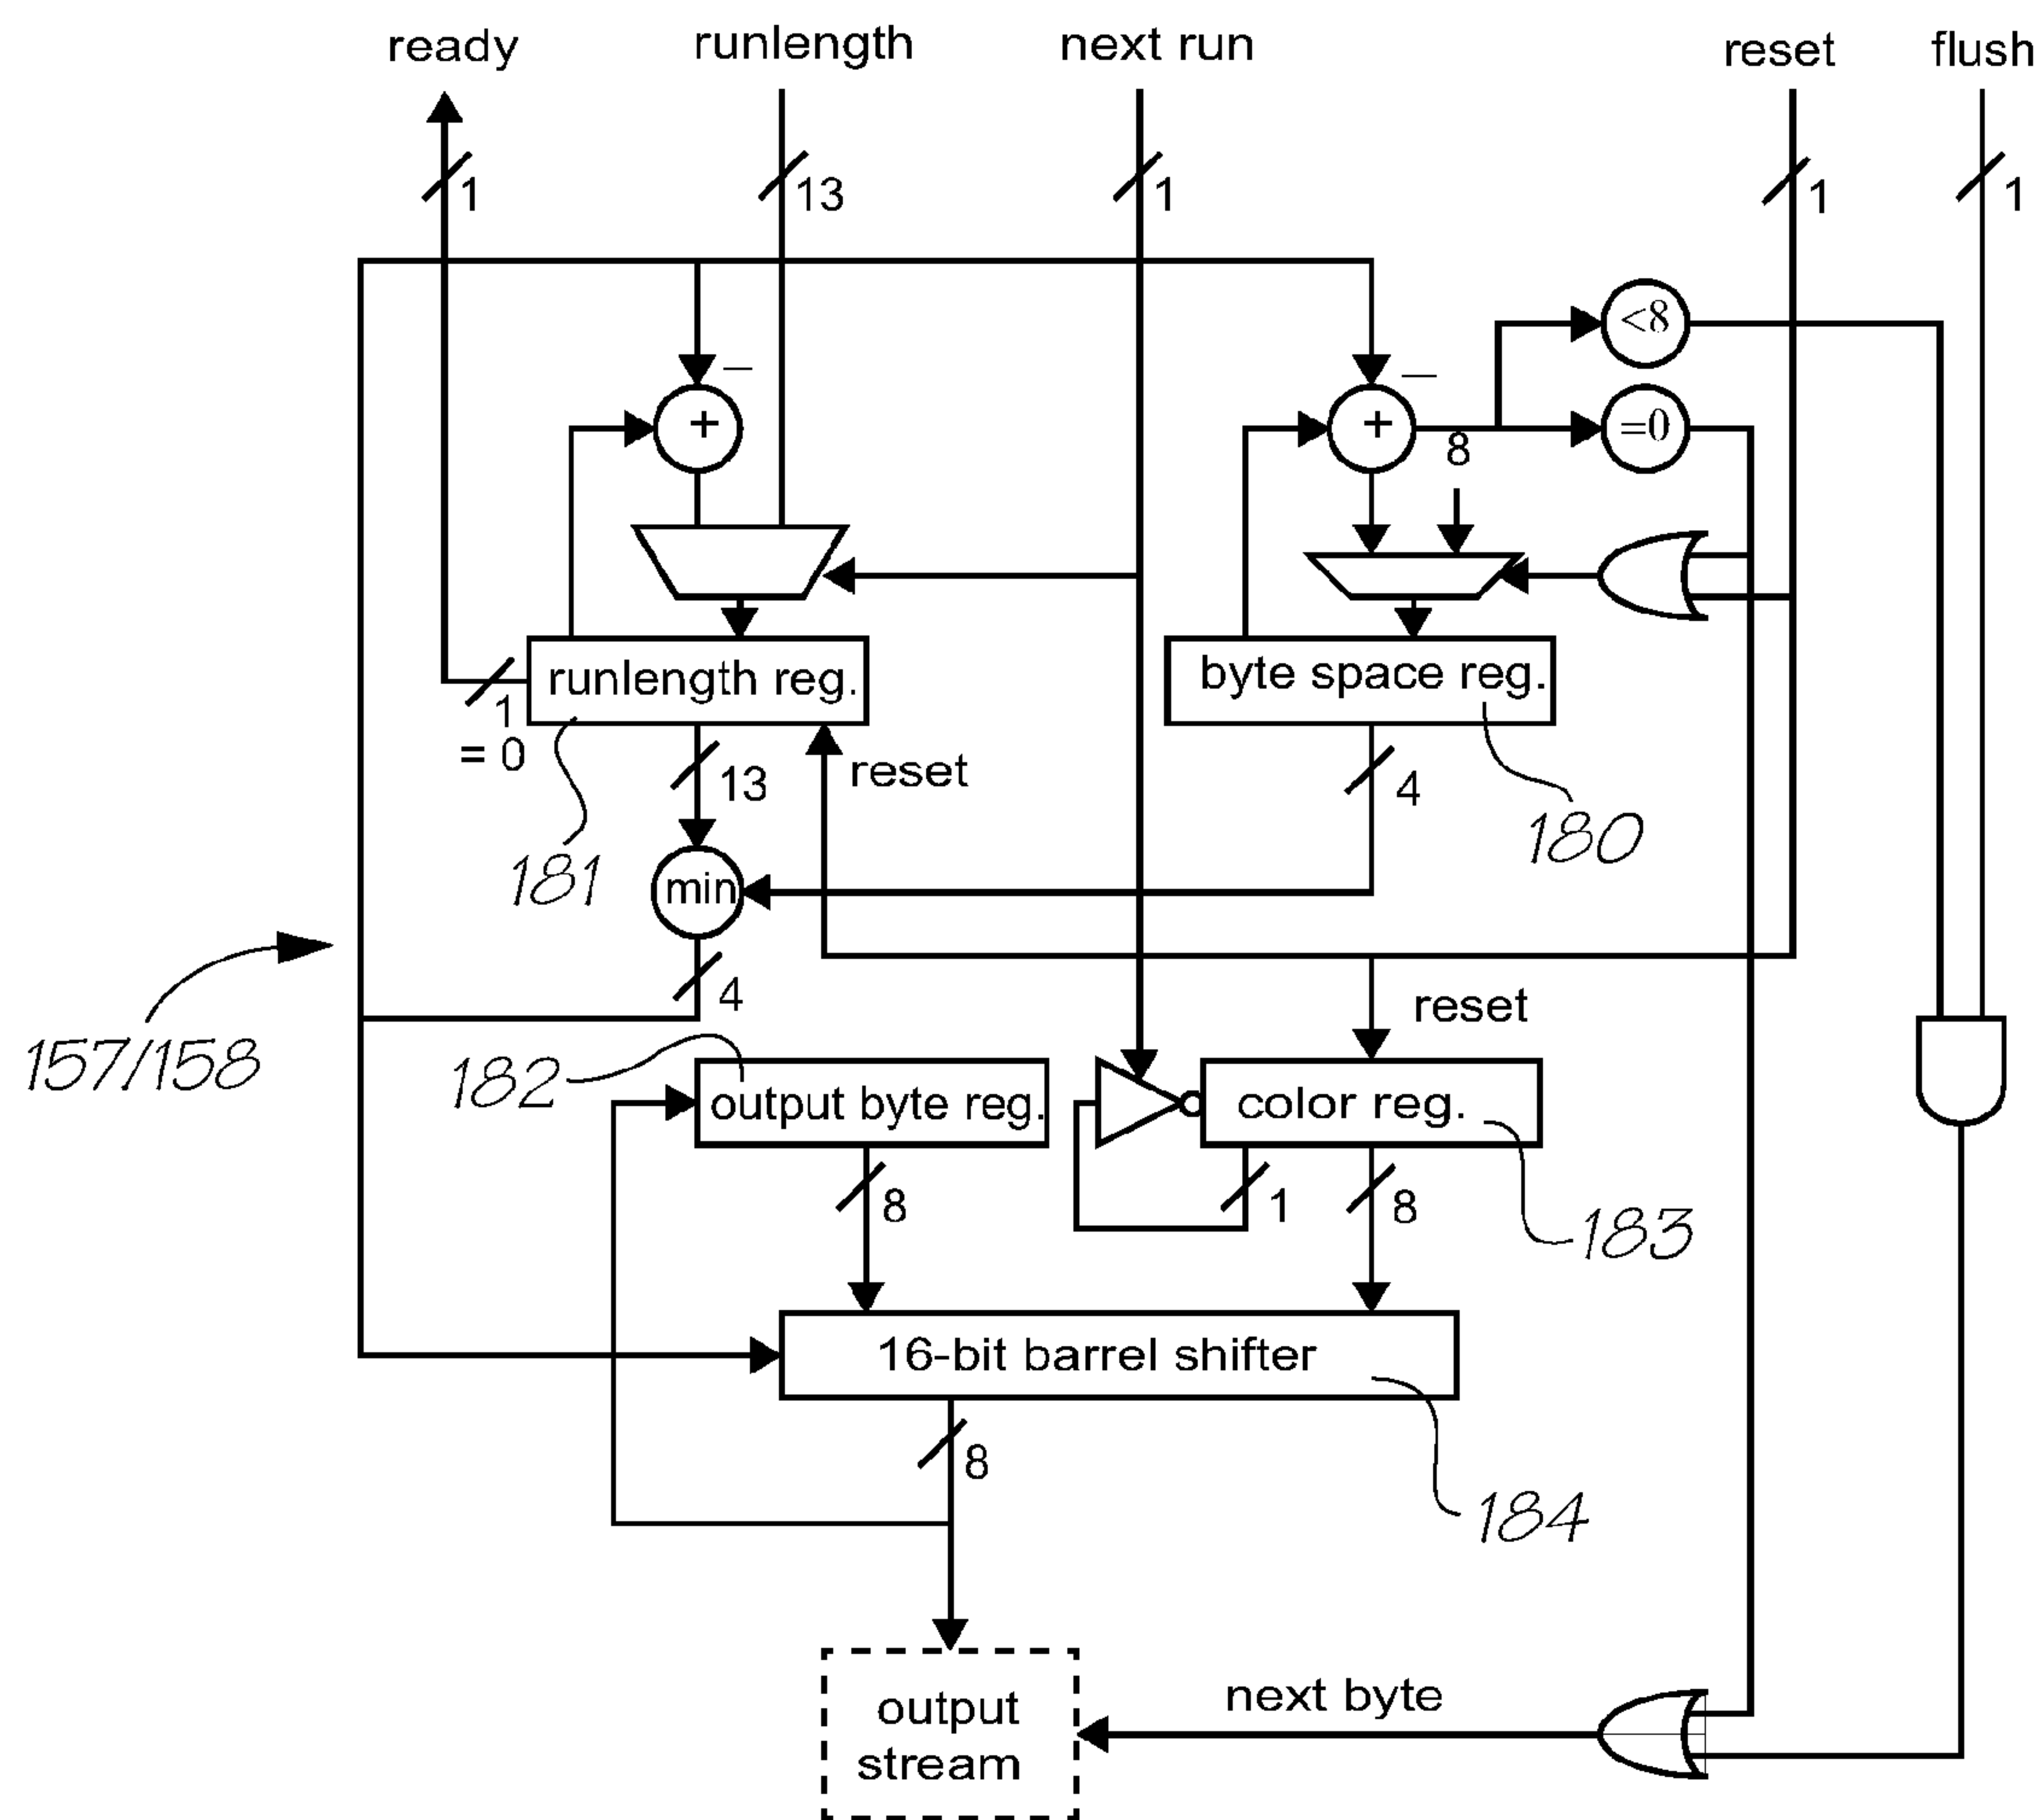 ready runlength next run reset flush
1 13 1 1 1
<8
–
–
+ + =0
8
runlength reg. byte space reg.
1
= 0
13 reset 4
180
181
min
4
157/158
reset
182 output byte reg. color reg.
8 1 8
183
16-bit barrel shifter
8
184
next byte
output
stream